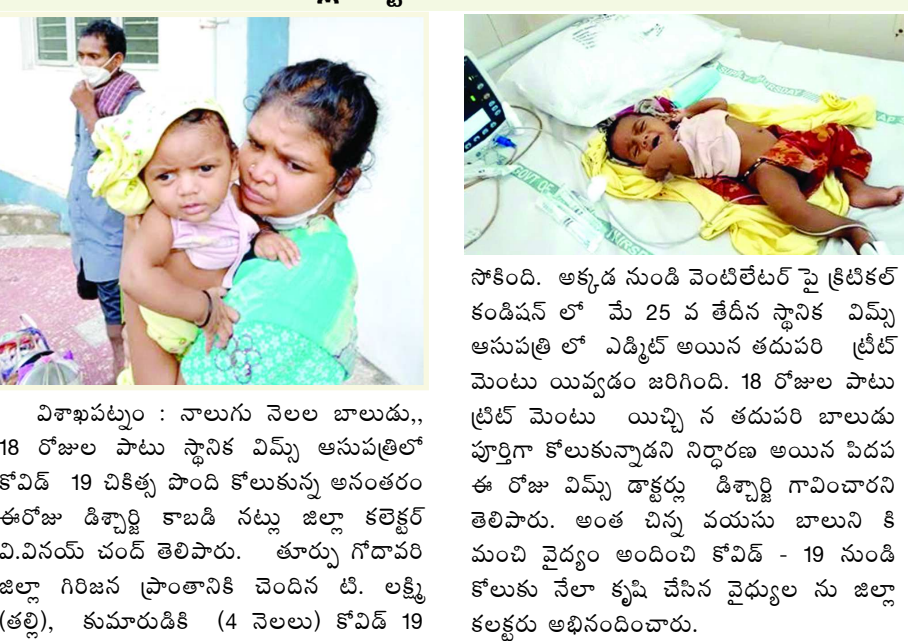 విశాఖపట్నం : నాలుగు నెలల బాలుడు,,
18 రోజుల పాటు స్థానిక విమ్స్ ఆసుపత్రిలో
కోవిడ్ 19 చికిత్స పొంది కోలుకున్న అనంతరం
ఈరోజు డిశ్చార్జి కాబడి నట్లు జిల్లా కలెక్టర్
వి.వినయ్ చంద్ తెలిపారు. తూర్పు గోదావరి
జిల్లా గిరిజన ప్రాంతానికి చెందిన టి. లక్ష్మి
(తల్లి), కుమారుడికి (4 నెలలు) కోవిడ్ 19
సోకింది. అక్కడ నుండి వెంటిలేటర్ పై క్రిటికల్
కండిషన్ లో మే 25 వ తేదీన స్థానిక విమ్స్
ఆసుపత్రి లో ఎడ్మిట్ అయిన తదుపరి ట్రీట్
మెంటు యివ్వడం జరిగింది. 18 రోజుల పాటు
ట్రిట్ మెంటు యిచ్చి న తదుపరి బాలుడు
పూర్తిగా కోలుకున్నాడని నిర్ధారణ అయిన పిదప
ఈ రోజు విమ్స్ డాక్టర్లు డిశ్చార్జి గావించారని
తెలిపారు. అంత చిన్న వయసు బాలుని కి
మంచి వైద్యం అందించి కోవిడ్ - 19 నుండి
కోలుకు నేలా కృషి చేసిన వైధ్యుల ను జిల్లా
కలక్టరు అభినందించారు.